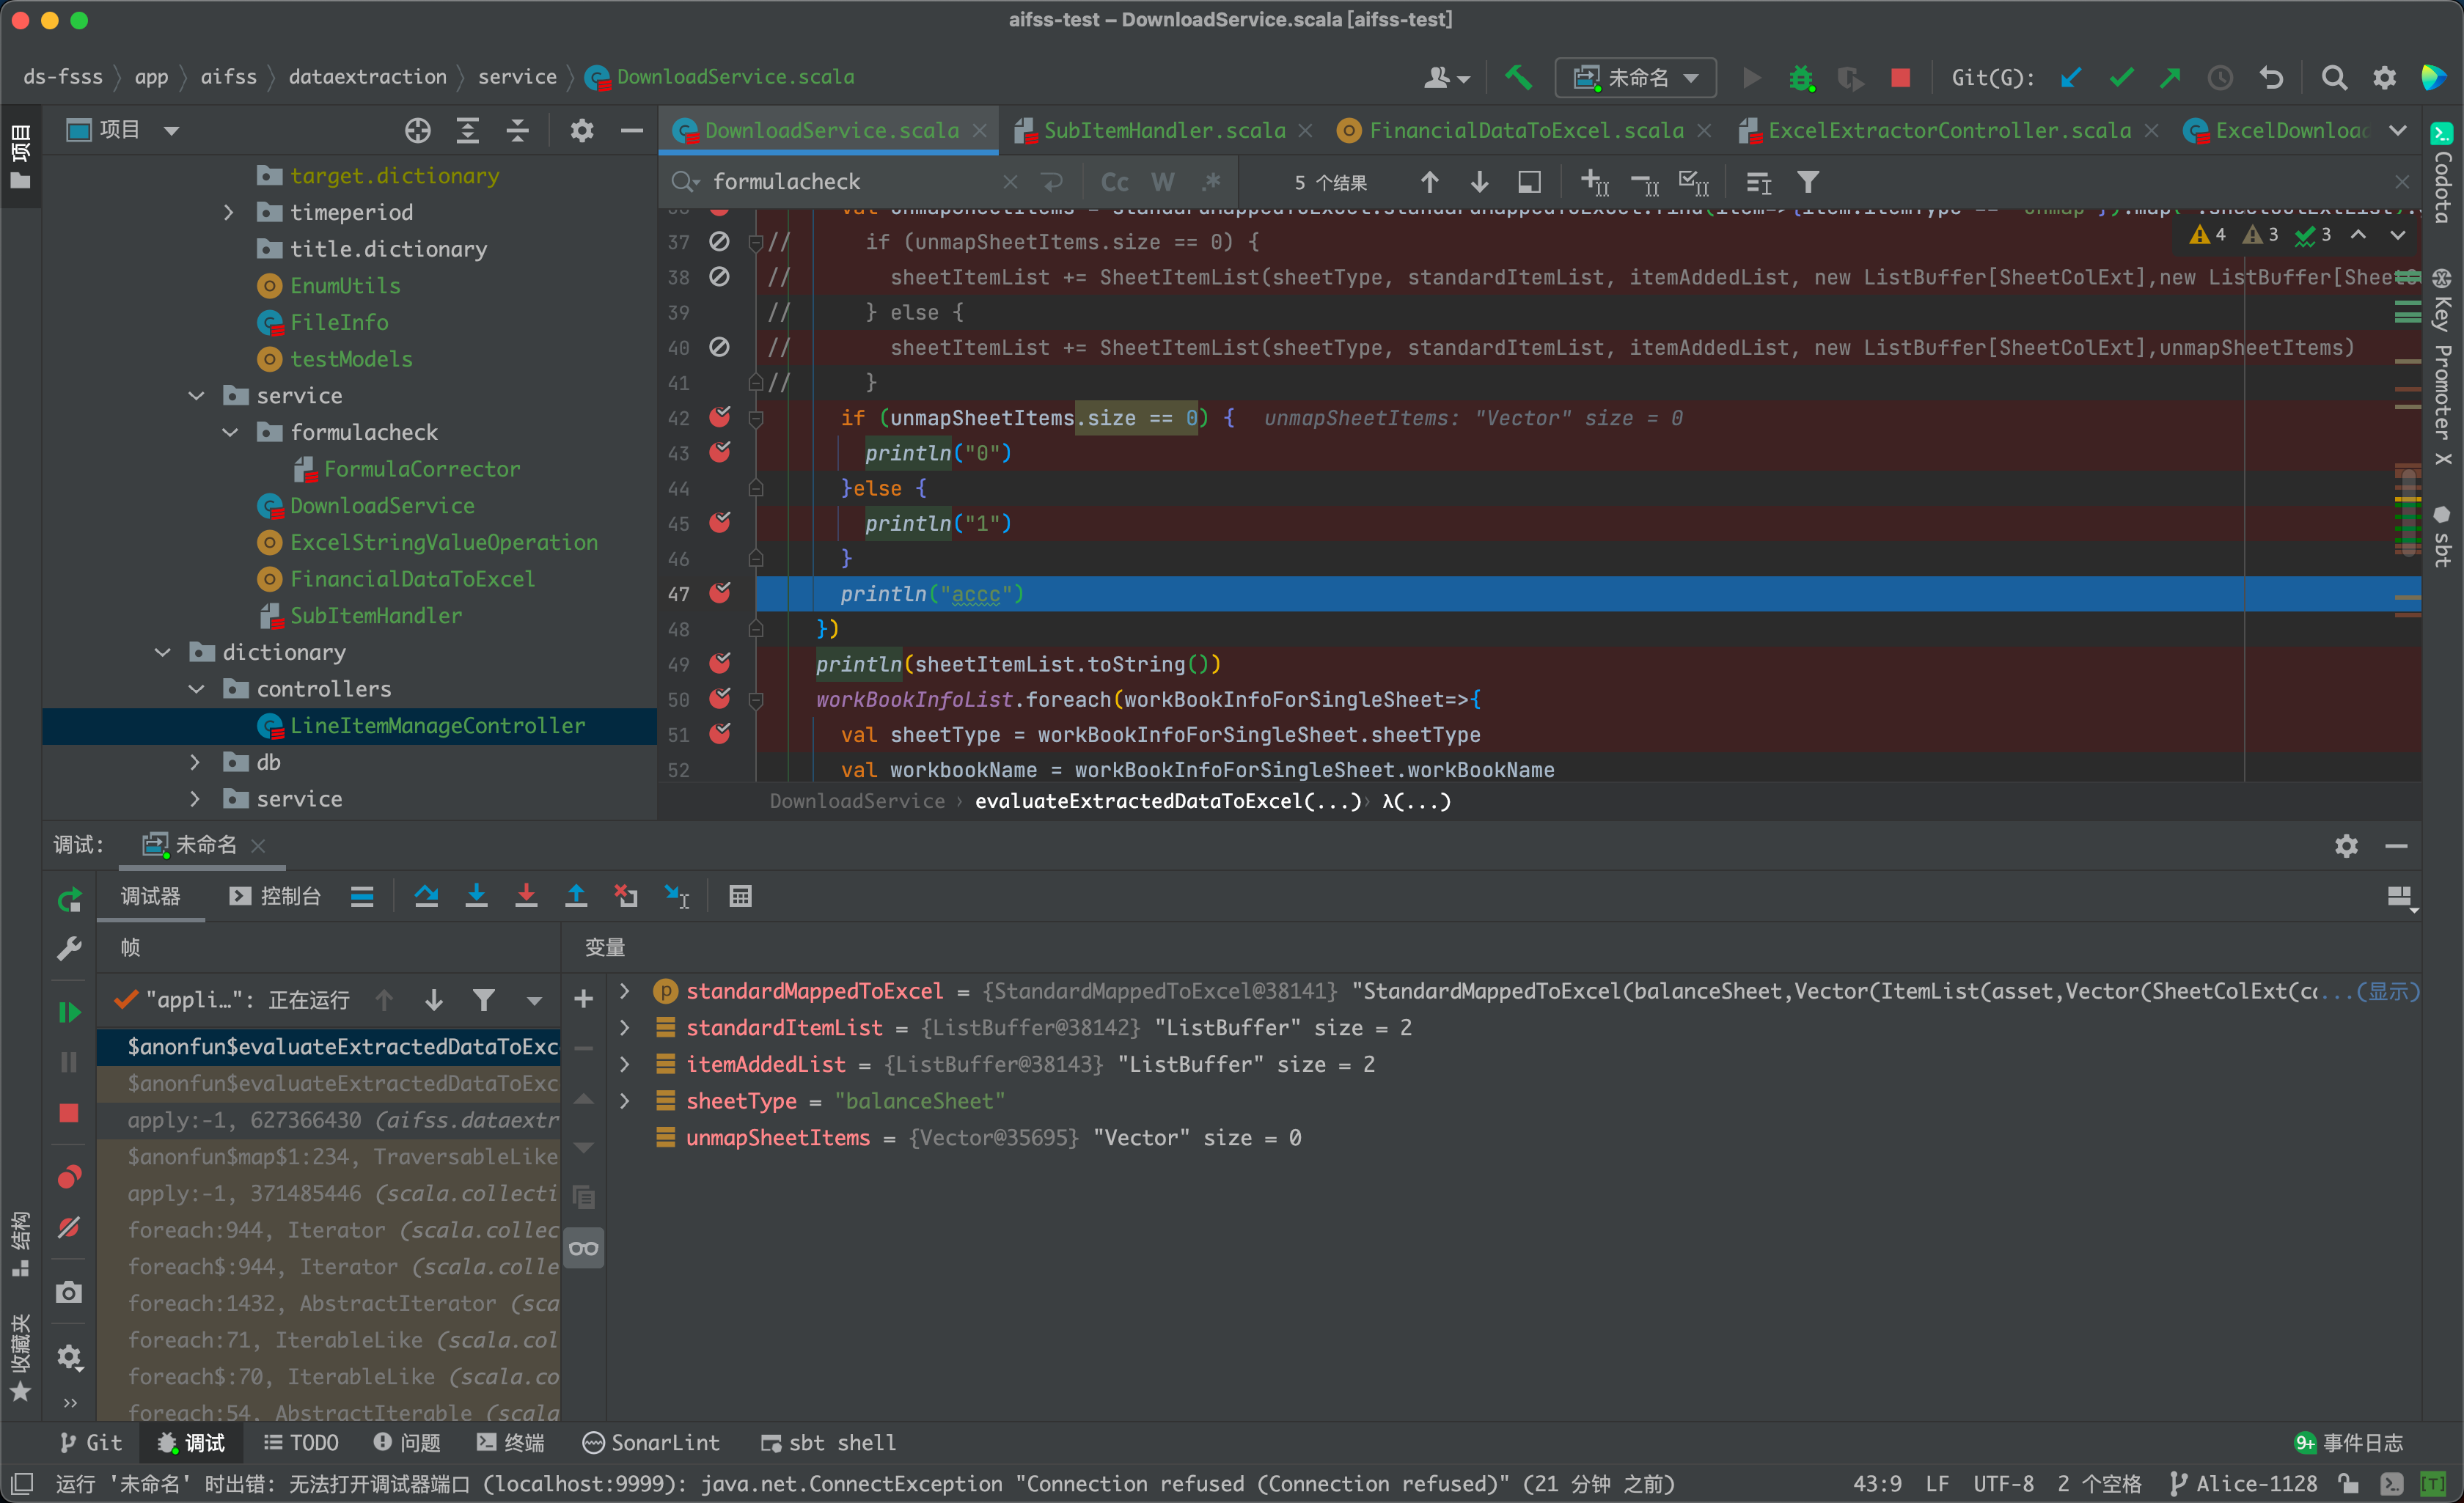 aifss-test – DownloadService.scala [aifss-test]
ds-fsss 〉 app 〉 aifss 〉 dataextraction 〉 service 〉 DownloadService.scala
未命名
Git(G):
项目
项目
DownloadService.scala
SubItemHandler.scala
FinancialDataToExcel.scala
ExcelExtractorController.scala
ExcelDownload
formulacheck
Cc W .*
5 个结果
target.dictionary
timeperiod
title.dictionary
EnumUtils
FileInfo
testModels
service
formulacheck
FormulaCorrector
DownloadService
ExcelStringValueOperation
FinancialDataToExcel
SubItemHandler
dictionary
controllers
LineItemManageController
db
service
4 3 3
37 // if (unmapSheetItems.size == 0) {
38 // sheetItemList += SheetItemList(sheetType, standardItemList, itemAddedList, new ListBuffer[SheetColExt],new ListBuffer[Sheet
39 // } else {
40 // sheetItemList += SheetItemList(sheetType, standardItemList, itemAddedList, new ListBuffer[SheetColExt],unmapSheetItems)
41 // }
42 if (unmapSheetItems.size == 0) { unmapSheetItems: "Vector" size = 0
43 println("0")
44 }else {
45 println("1")
46 }
47 println("accc")
48 })
49 println(sheetItemList.toString())
50 workBookInfoList.foreach(workBookInfoForSingleSheet=>{
51 val sheetType = workBookInfoForSingleSheet.sheetType
52 val workbookName = workBookInfoForSingleSheet.workBookName
DownloadService › evaluateExtractedDataToExcel(...) › λ(...)
Codota
Key Promoter X
sbt
调试: 未命名
调试器 控制台
帧
变量
"appli...": 正在运行
$anonfun$evaluateExtractedDataToExc
$anonfun$evaluateExtractedDataToExc
apply:-1, 627366430 (aifss.dataextr
$anonfun$map$1:234, TraversableLike
apply:-1, 371485446 (scala.collecti
foreach:944, Iterator (scala.collec
foreach$:944, Iterator (scala.colle
foreach:1432, AbstractIterator (sca
foreach:71, IterableLike (scala.col
foreach$:70, IterableLike (scala.co
foreach:54, AbstractIterable (scala
standardMappedToExcel = {StandardMappedToExcel@38141} "StandardMappedToExcel(balanceSheet,Vector(ItemList(asset,Vector(SheetColExt(cc...(显示)
standardItemList = {ListBuffer@38142} "ListBuffer" size = 2
itemAddedList = {ListBuffer@38143} "ListBuffer" size = 2
sheetType = "balanceSheet"
unmapSheetItems = {Vector@35695} "Vector" size = 0
结构
收藏夹
Git 调试 TODO 问题 终端 SonarLint sbt shell
9+ 事件日志
运行 '未命名' 时出错: 无法打开调试器端口 (localhost:9999): java.net.ConnectException "Connection refused (Connection refused)" (21 分钟 之前)
43:9 LF UTF-8 2 个空格 Alice-1128 [T]